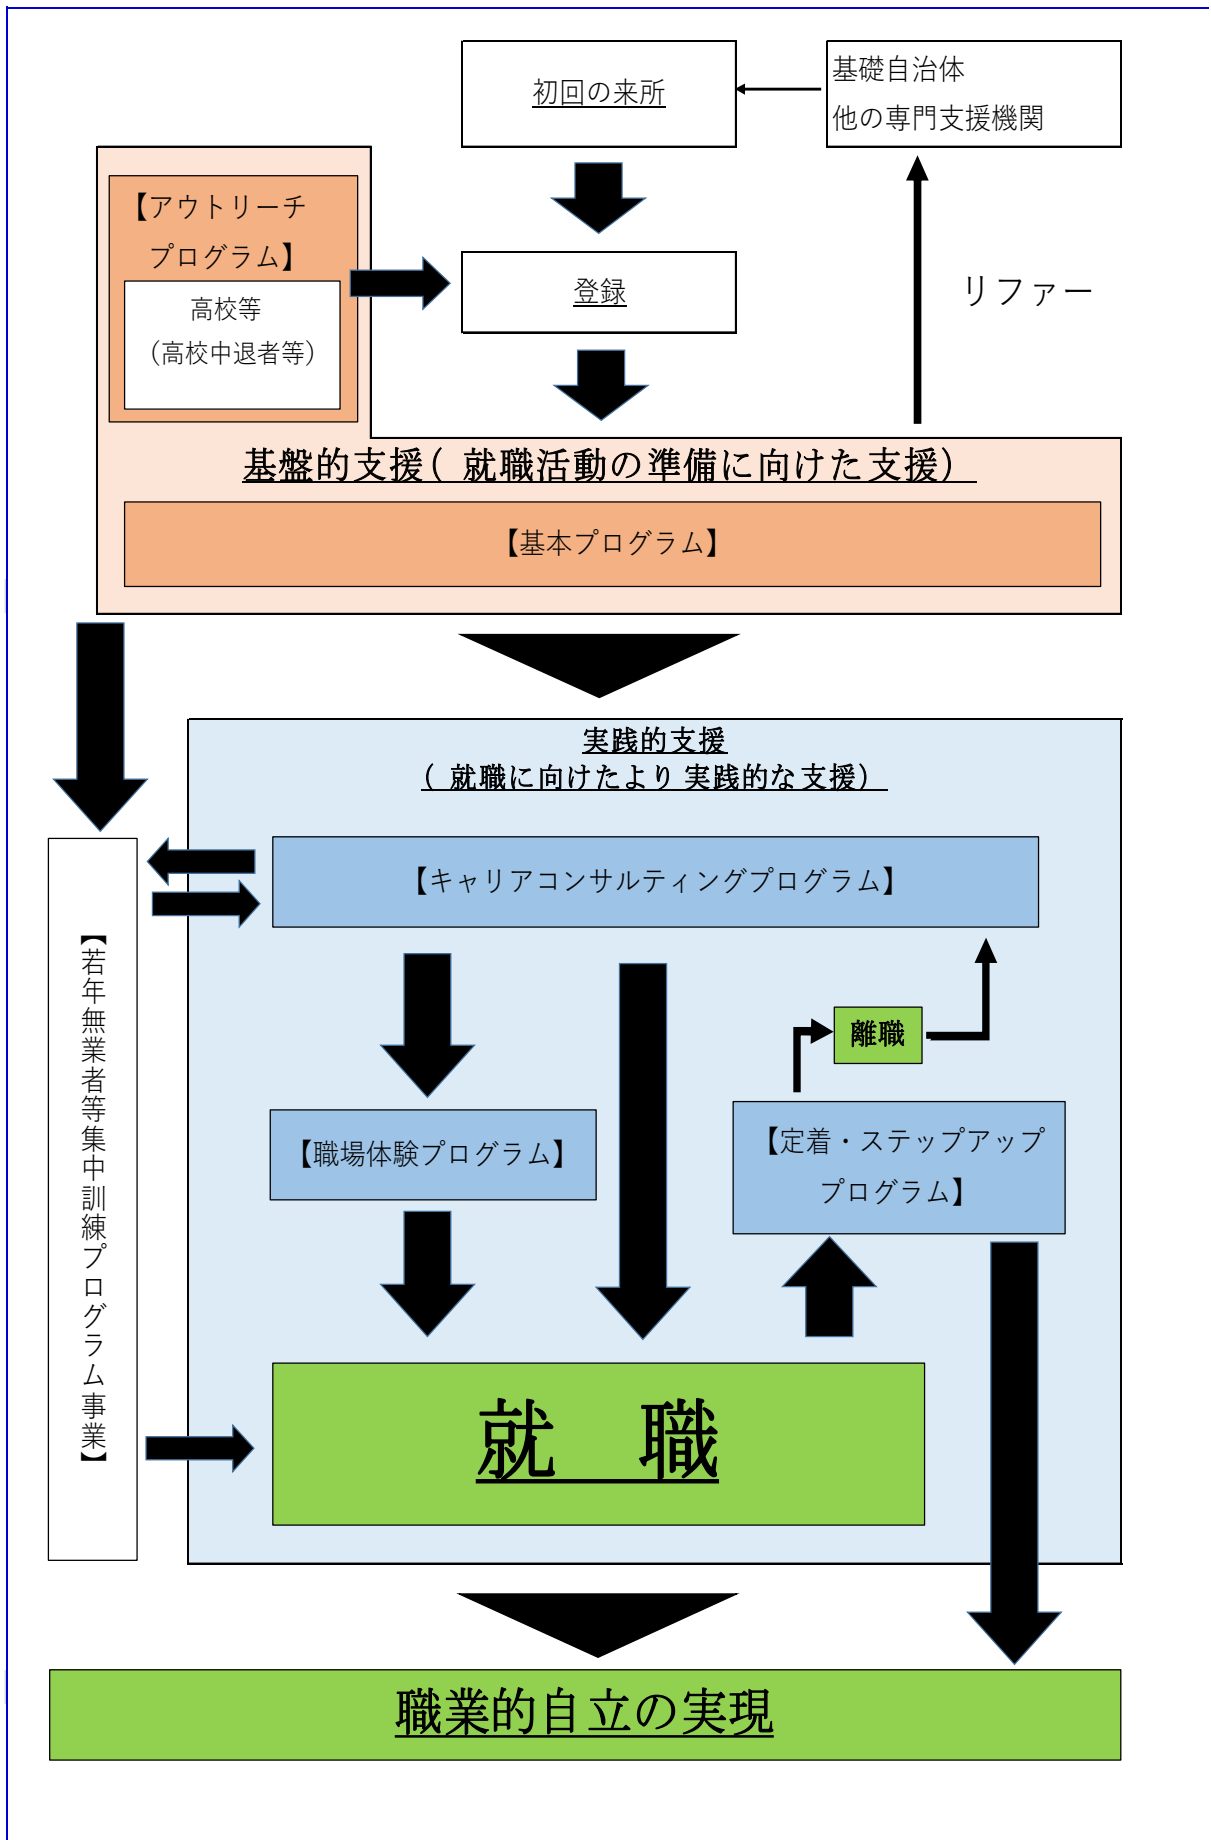 初回の来所
基礎自治体
他の専門支援機関
【アウトリーチ
プログラム】
高校等
（高校中退者等）
登録
リファー
基盤的支援（就職活動の準備に向けた支援）
【基本プログラム】
実践的支援
（就職に向けたより実践的な支援）
【キャリアコンサルティングプログラム】
【若年無業者等集中訓練プログラム事業】
離職
【職場体験プログラム】
【定着・ステップアップ
プログラム】
就　職
職業的自立の実現